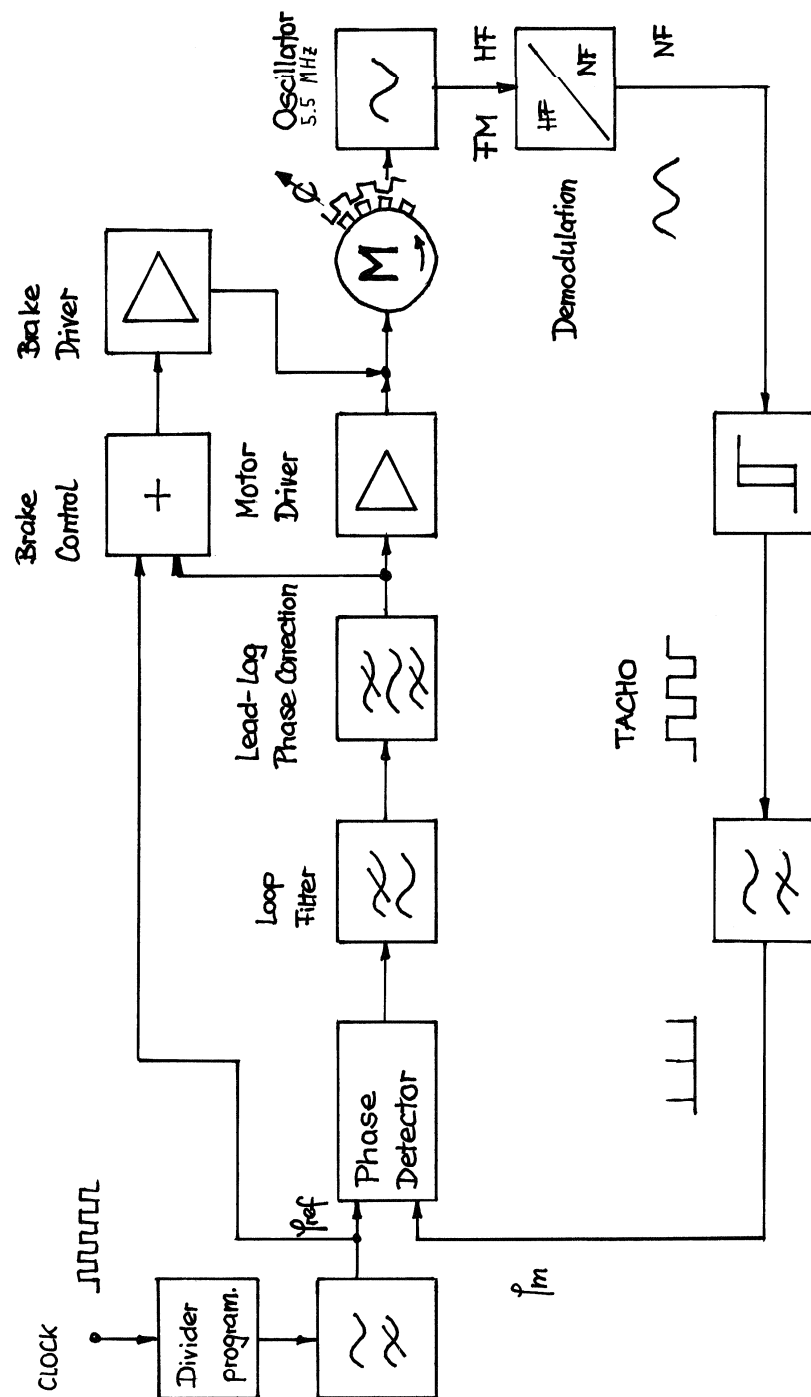 CLOCK
Divider
program.
φref
φm
Phase
Detector
Loop
Filter
Lead-Lag
Phase Correction
Brake
Control
+
Brake
Driver
Motor
Driver
M
Oscillator
5.5 MHz
FM
HF
HF
NF
NF
Demodulation
TACHO